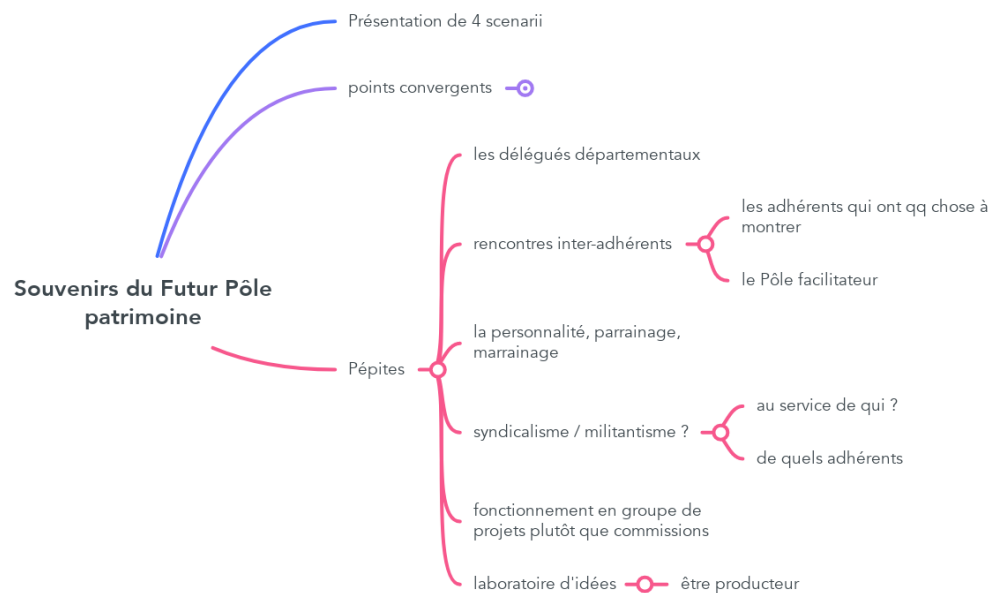 Présentation de 4 scenarii
points convergents
les délégués départementaux
les adhérents qui ont qq chose à
montrer
rencontres inter-adhérents
le Pôle facilitateur
Souvenirs du Futur Pôle
patrimoine
la personnalité, parrainage,
marrainage
Pépites
au service de qui ?
syndicalisme / militantisme ?
de quels adhérents
fonctionnement en groupe de
projets plutôt que commissions
laboratoire d'idées
être producteur